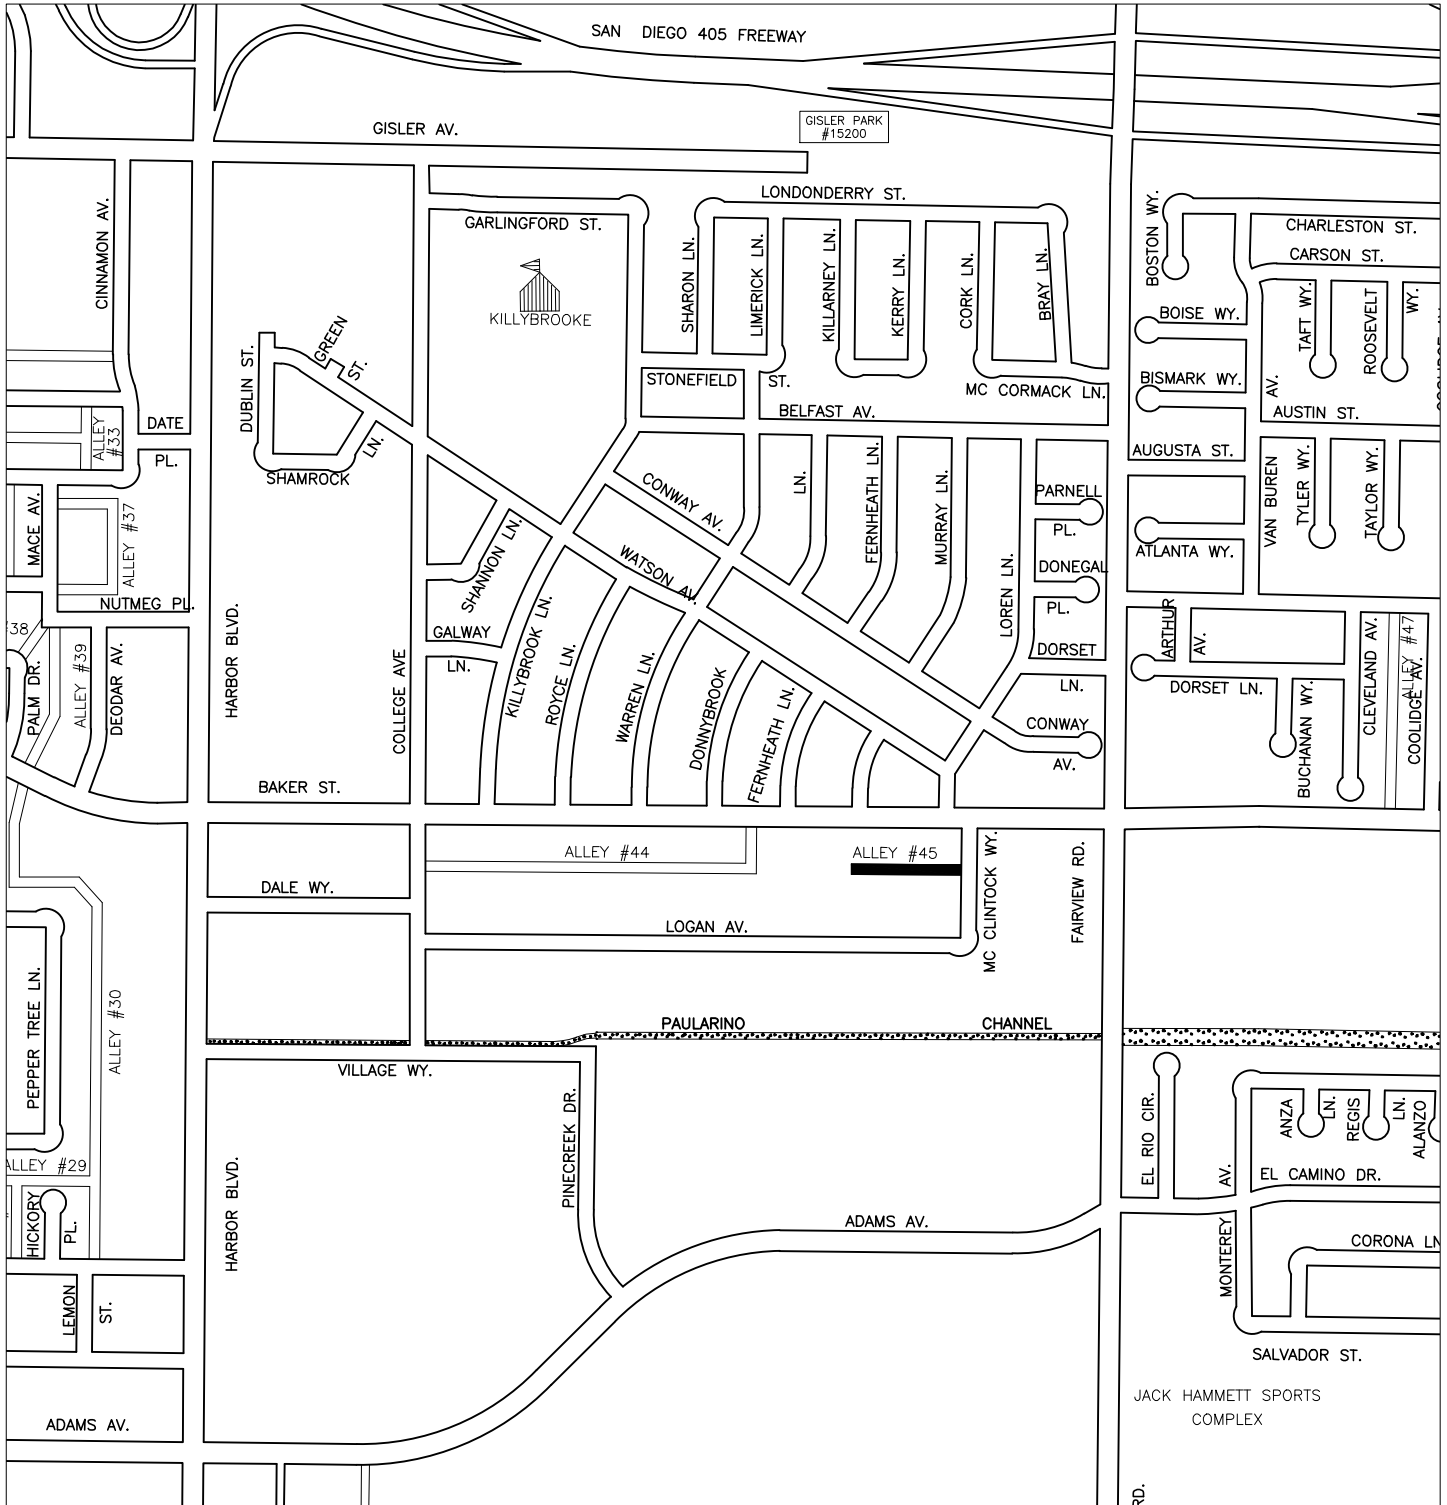 SAN DIEGO 405 FREEWAY
GISLER AV.
GISLER PARK
#15200
LONDONDERRY ST.
GARLINGFORD ST.
KILLYBROOKE
CINNAMON AV.
SHARON LN.
LIMERICK LN.
KILLARNEY LN.
KERRY LN.
CORK LN.
BRAY LN.
BOSTON WY.
CHARLESTON ST.
CARSON ST.
BOISE WY.
TAFT WY.
ROOSEVELT
WY.
BISMARK WY.
AV.
AUSTIN ST.
AUGUSTA ST.
DUBLIN ST.
GREEN
ST.
STONEFIELD
ST.
MC CORMACK LN.
BELFAST AV.
DATE
PL.
ALLEY
#33
SHAMROCK
LN.
MACE AV.
ALLEY #37
NUTMEG PL.
CONWAY AV.
LN.
FERNHEATH LN.
MURRAY LN.
LOREN LN.
PARNELL
PL.
DONEGAL
PL.
DORSET
LN.
VAN BUREN
TYLER WY.
TAYLOR WY.
ATLANTA WY.
ARTHUR
AV.
DORSET LN.
BUCHANAN WY.
CLEVELAND AV.
ALLEY #47
COOLIDGE AV.
#38
PALM DR.
ALLEY #39
DEODAR AV.
HARBOR BLVD.
COLLEGE AVE
SHANNON LN.
GALWAY
LN.
WATSON AV.
KILLYBROOK LN.
ROYCE LN.
WARREN LN.
DONNYBROOK
FERNHEATH LN.
CONWAY
AV.
BAKER ST.
ALLEY #44
ALLEY #45
DALE WY.
LOGAN AV.
MC CLINTOCK WY.
FAIRVIEW RD.
PEPPER TREE LN.
ALLEY #30
PAULARINO CHANNEL
VILLAGE WY.
PINECREEK DR.
EL RIO CIR.
ANZA
LN.
REGIS
LN.
ALANZO
ALLEY #29
HICKORY
PL.
HARBOR BLVD.
ADAMS AV.
EL CAMINO DR.
MONTEREY
AV.
CORONA LN
LEMON
ST.
SALVADOR ST.
JACK HAMMETT SPORTS
COMPLEX
ADAMS AV.
RD.